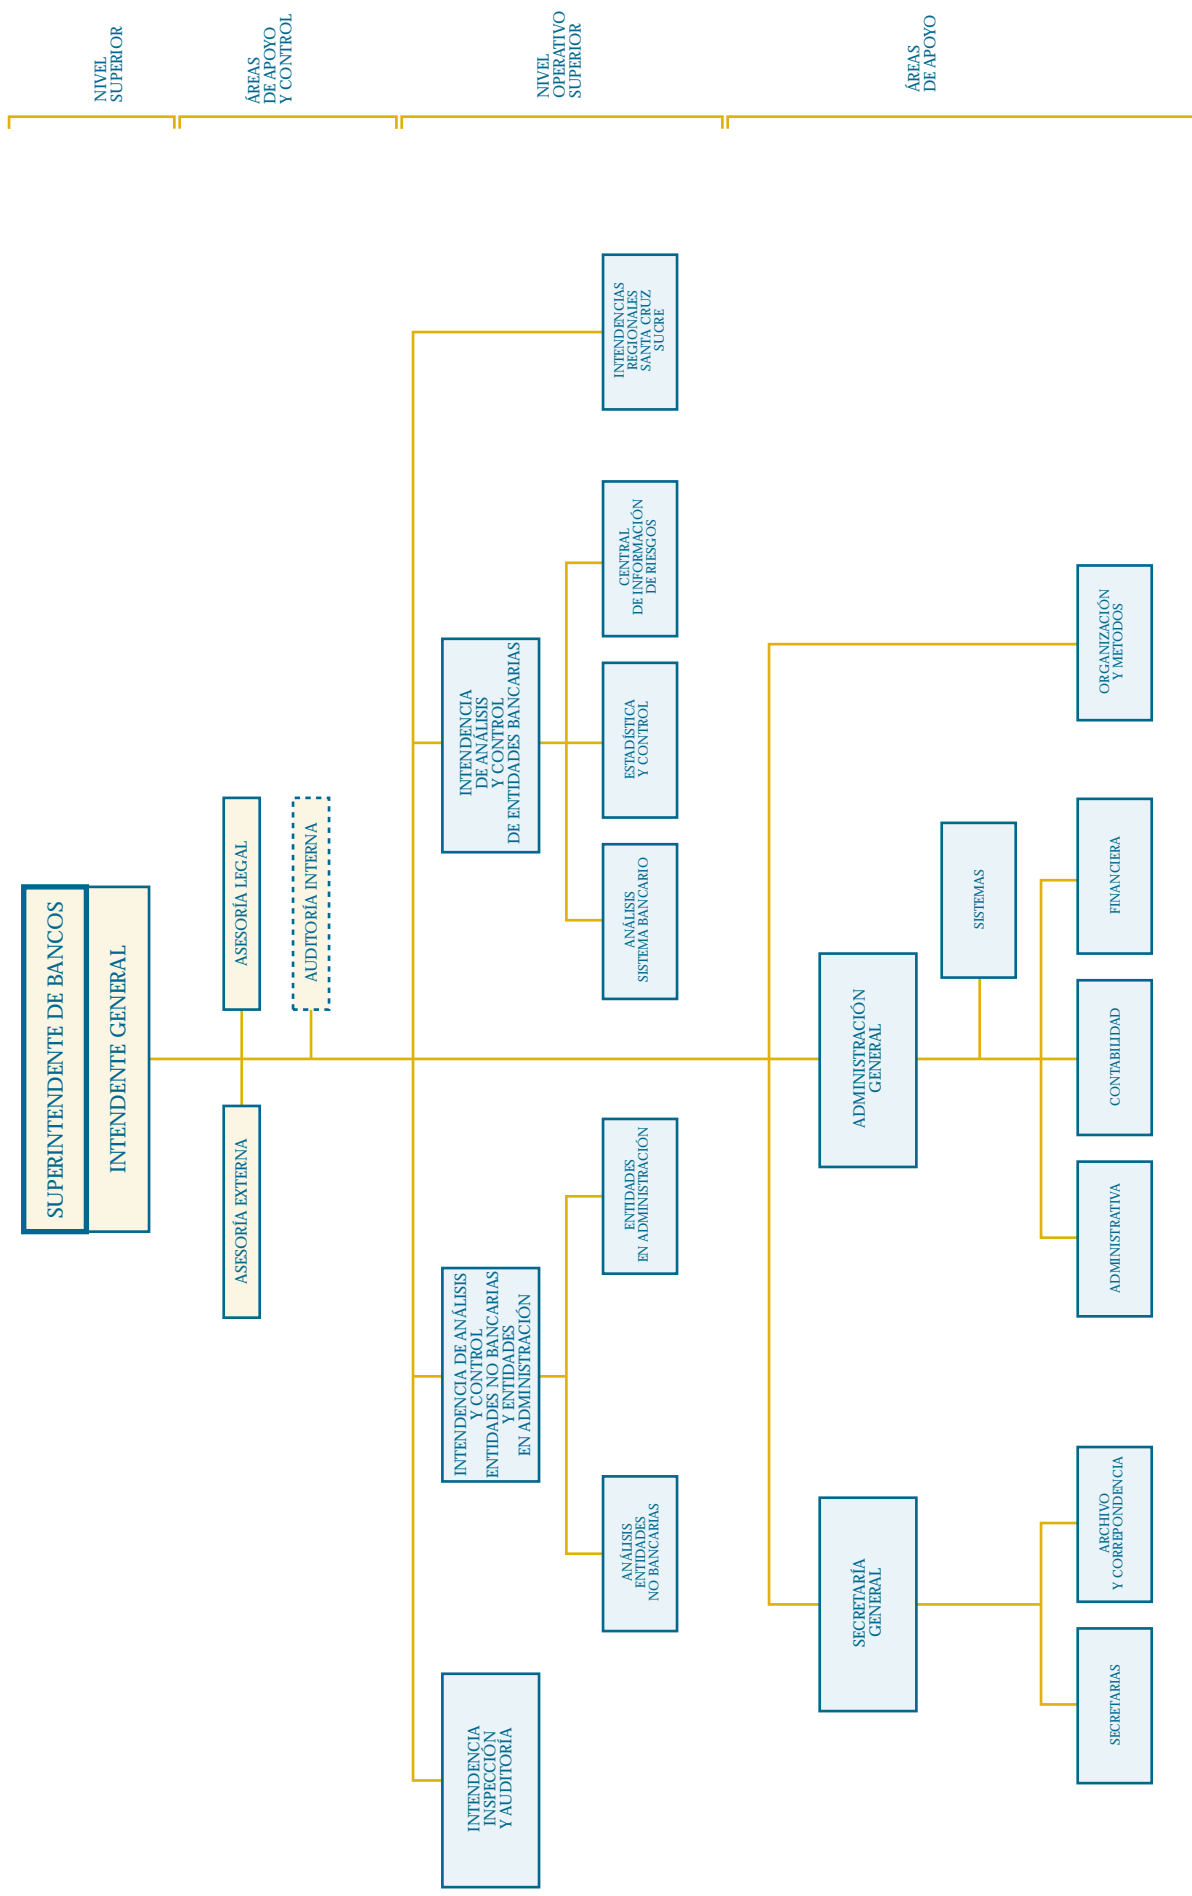 SUPERINTENDENTE DE BANCOS
INTENDENTE GENERAL
NIVEL
SUPERIOR
ASESORÍA EXTERNA
ASESORÍA LEGAL
AUDITORÍA INTERNA
ÁREAS
DE APOYO
Y CONTROL
INTENDENCIA
INSPECCIÓN
Y AUDITORÍA
INTENDENCIA DE ANÁLISIS
Y CONTROL
ENTIDADES NO BANCARIAS
Y ENTIDADES
EN ADMINISTRACIÓN
INTENDENCIA
DE ANÁLISIS
Y CONTROL
DE ENTIDADES BANCARIAS
NIVEL
OPERATIVO
SUPERIOR
ANÁLISIS
ENTIDADES
NO BANCARIAS
ENTIDADES
EN ADMINISTRACIÓN
ANÁLISIS
SISTEMA BANCARIO
ESTADÍSTICA
Y CONTROL
CENTRAL
DE INFORMACIÓN
DE RIESGOS
INTENDENCIAS
REGIONALES
SANTA CRUZ
SUCRE
SECRETARÍA
GENERAL
ADMINISTRACIÓN
GENERAL
ÁREAS
DE APOYO
SISTEMAS
SECRETARIAS
ARCHIVO
Y CORREPONDENCIA
ADMINISTRATIVA
CONTABILIDAD
FINANCIERA
ORGANIZACIÓN
Y METODOS